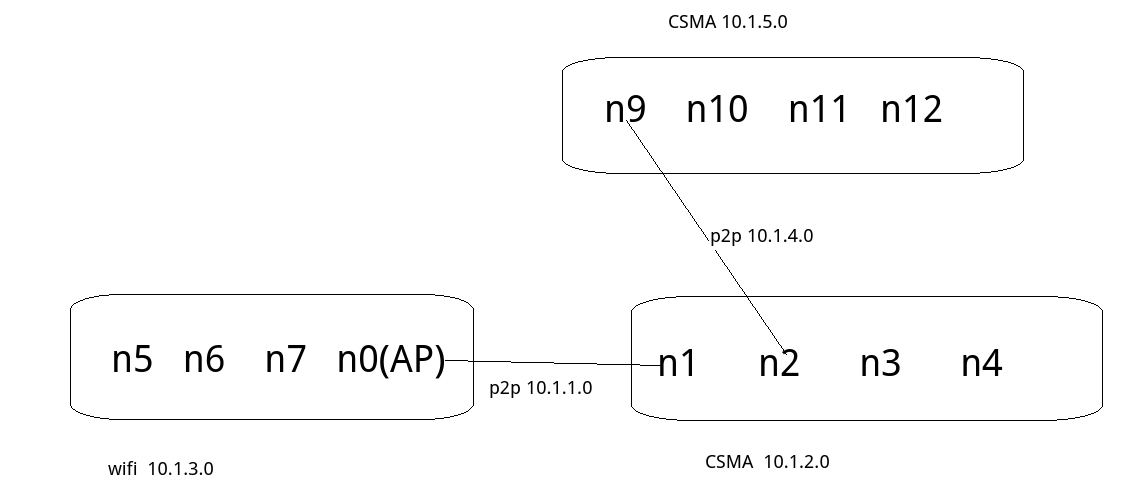 CSMA 10.1.5.0
n9 n10 n11 n12
p2p 10.1.4.0
n5 n6 n7 n0(AP)
p2p 10.1.1.0
n1 n2 n3 n4
wifi 10.1.3.0
CSMA 10.1.2.0